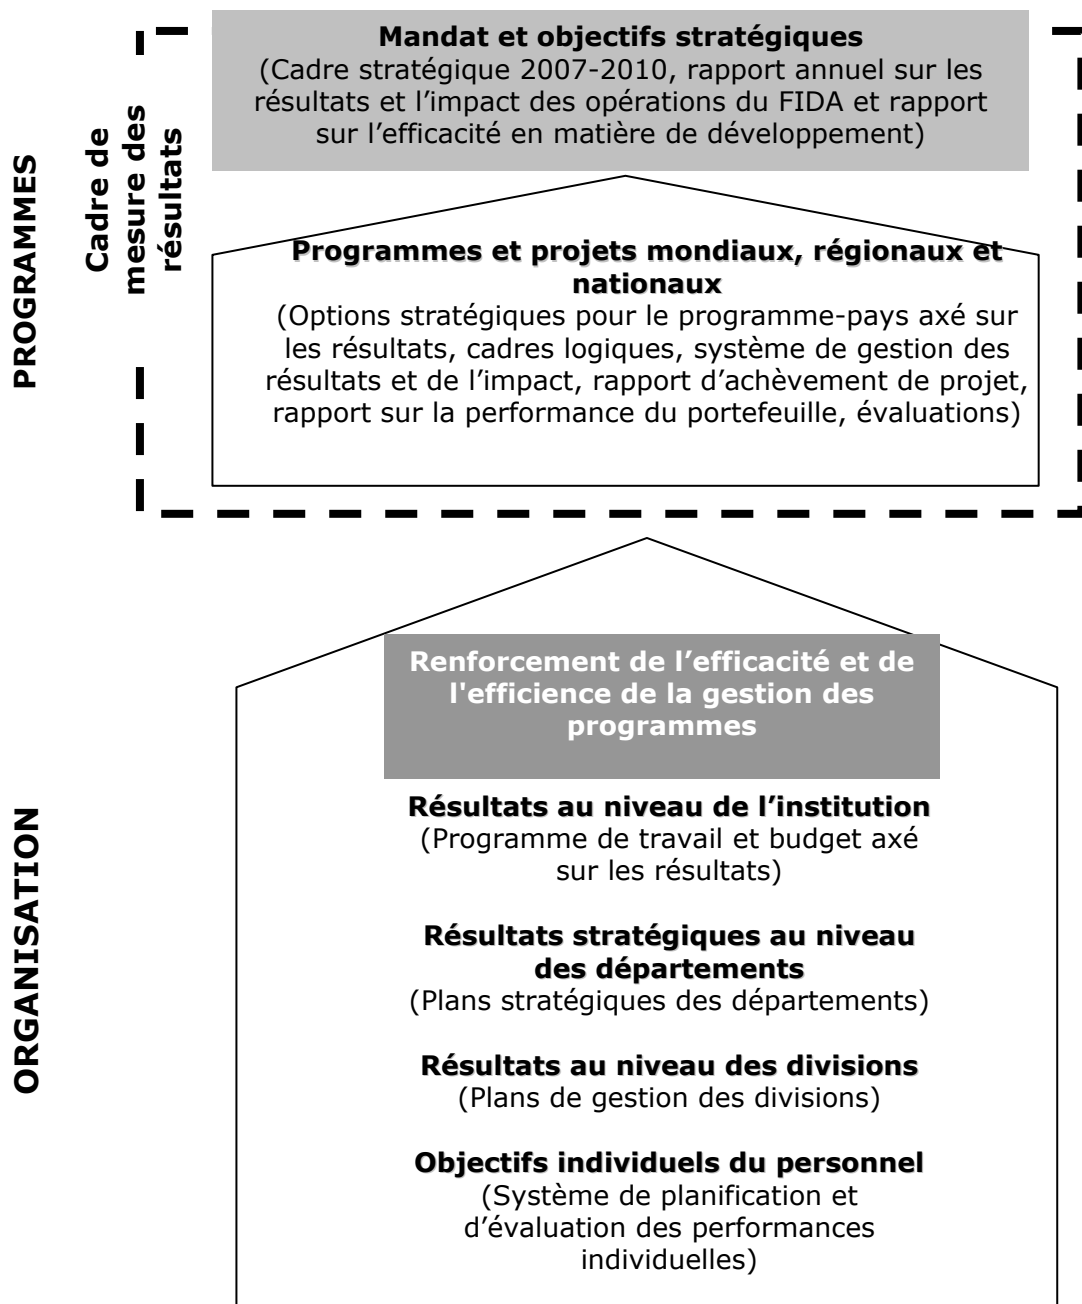 Mandat et objectifs stratégiques
(Cadre stratégique 2007-2010, rapport annuel sur les
résultats et l’impact des opérations du FIDA et rapport
sur l’efficacité en matière de développement)
PROGRAMMES
Cadre de
mesure des
résultats
Programmes et projets mondiaux, régionaux et
nationaux
(Options stratégiques pour le programme-pays axé sur
les résultats, cadres logiques, système de gestion des
résultats et de l’impact, rapport d’achèvement de projet,
rapport sur la performance du portefeuille, évaluations)
ORGANISATION
Renforcement de l’efficacité et de
l'efficience de la gestion des
programmes
Résultats au niveau de l’institution
(Programme de travail et budget axé
sur les résultats)
Résultats stratégiques au niveau
des départements
(Plans stratégiques des départements)
Résultats au niveau des divisions
(Plans de gestion des divisions)
Objectifs individuels du personnel
(Système de planification et
d’évaluation des performances
individuelles)